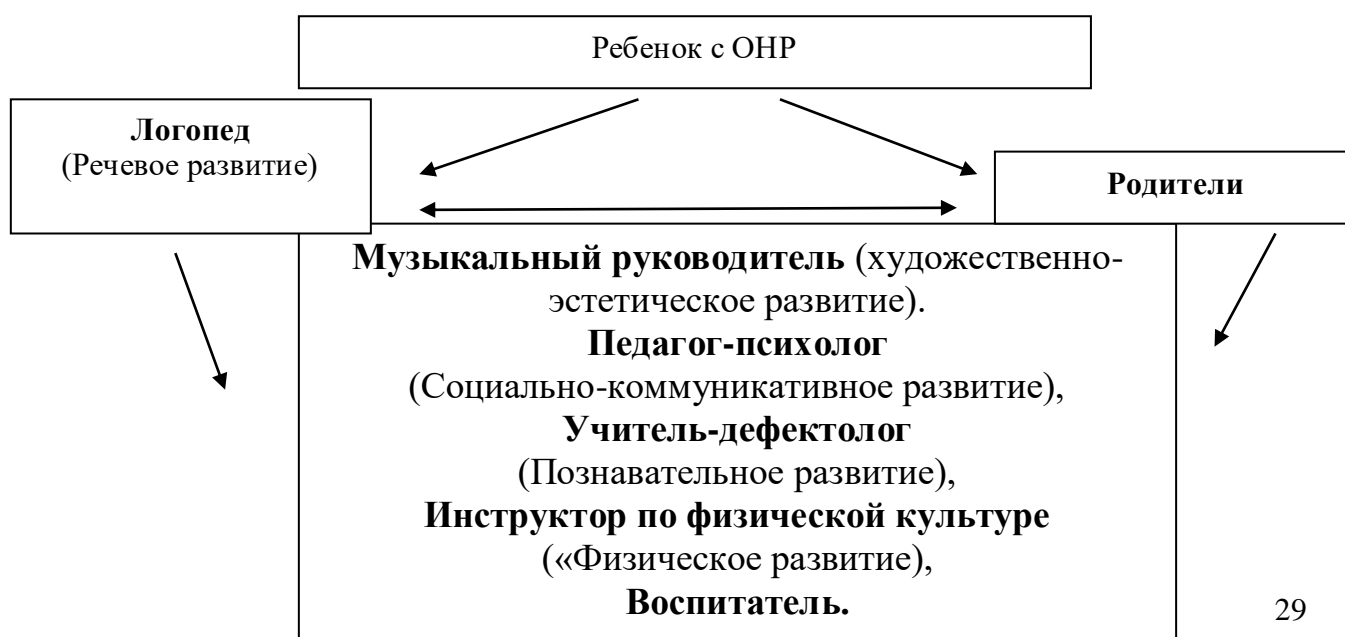 Ребенок с ОНР
Логопед
(Речевое развитие)
Родители
Музыкальный руководитель (художественно-
эстетическое развитие).
Педагог-психолог
(Социально-коммуникативное развитие),
Учитель-дефектолог
(Познавательное развитие),
Инструктор по физической культуре
(«Физическое развитие),
Воспитатель.
29